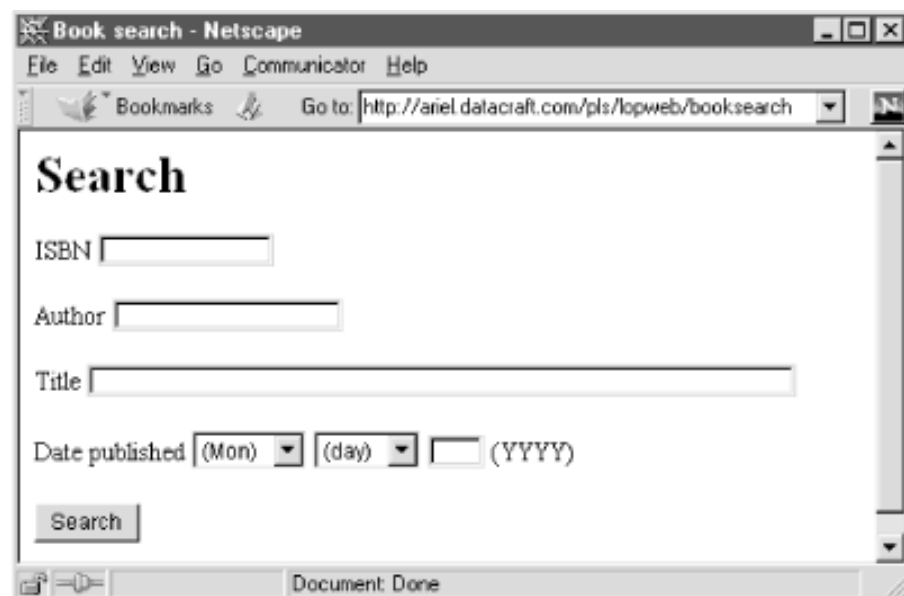 Book search - Netscape
File Edit View Go Communicator Help
Bookmarks Go to: http://ariel.datacraft.com/pls/lopweb/booksearch N
Search
ISBN
Author
Title
Date published (Mon) (day) (YYYY)
Search
Document: Done